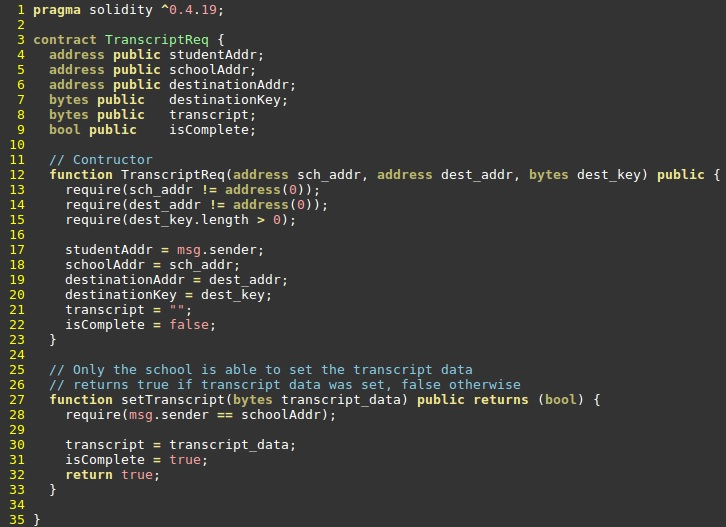 1 pragma solidity ^0.4.19;
2
3 contract TranscriptReq {
4   address public studentAddr;
5   address public schoolAddr;
6   address public destinationAddr;
7   bytes public   destinationKey;
8   bytes public   transcript;
9   bool public    isComplete;
10
11   // Contructor
12   function TranscriptReq(address sch_addr, address dest_addr, bytes dest_key) public {
13     require(sch_addr != address(0));
14     require(dest_addr != address(0));
15     require(dest_key.length > 0);
16
17     studentAddr = msg.sender;
18     schoolAddr = sch_addr;
19     destinationAddr = dest_addr;
20     destinationKey = dest_key;
21     transcript = "";
22     isComplete = false;
23   }
24
25   // Only the school is able to set the transcript data
26   // returns true if transcript data was set, false otherwise
27   function setTranscript(bytes transcript_data) public returns (bool) {
28     require(msg.sender == schoolAddr);
29
30     transcript = transcript_data;
31     isComplete = true;
32     return true;
33   }
34
35 }